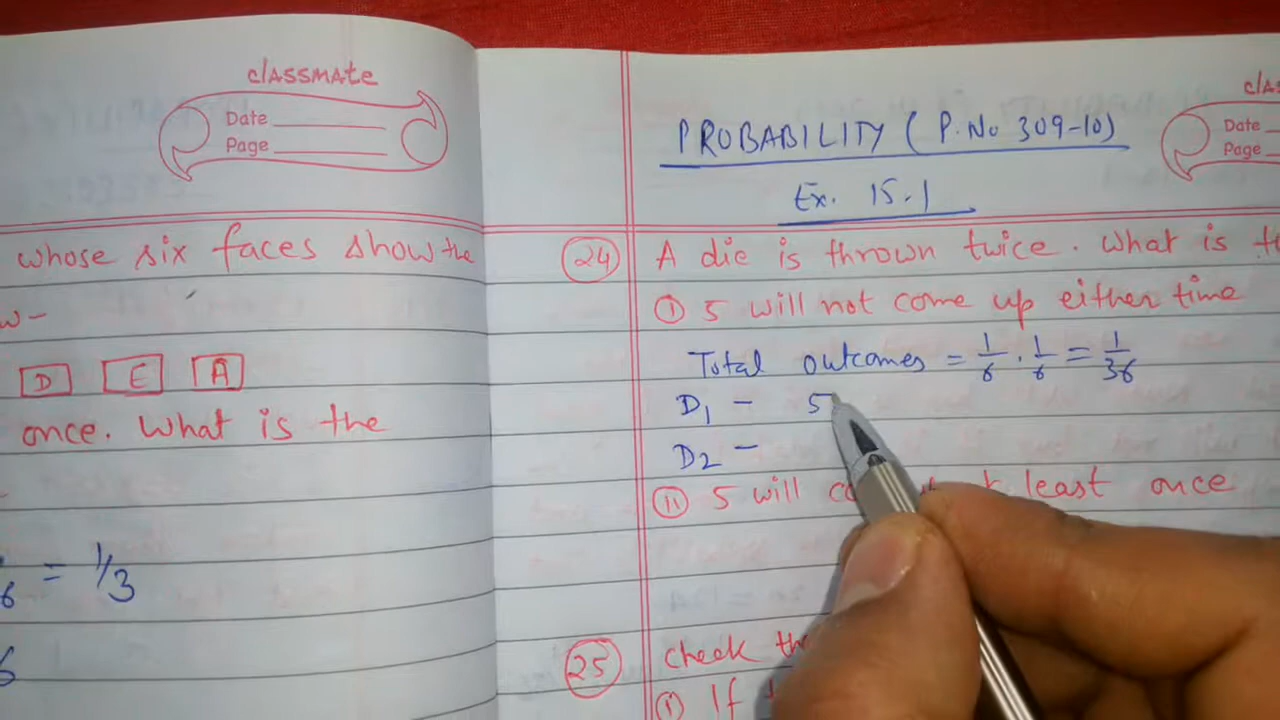 classmate
Date
Page
whose six faces show the
D E A
once. What is the
6 = 1/3
6
PROBABILITY (P.No 309-10)
Ex. 15.1
Date
Page
24 A die is thrown twice. What is
i 5 will not come up either time
Total outcomes = 1/6 . 1/6 = 1/36
D1 - 5
D2 -
ii 5 will least once
25 check
i If